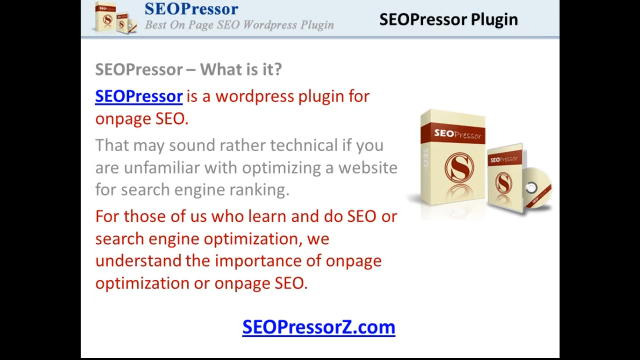 SEOPressor
Best On Page SEO Wordpress Plugin
SEOPressor Plugin
SEOPressor – What is it?
SEOPressor is a wordpress plugin for
onpage SEO.
That may sound rather technical if you
are unfamiliar with optimizing a website
for search engine ranking.
For those of us who learn and do SEO or
search engine optimization, we
understand the importance of onpage
optimization or onpage SEO.
SEOPressor
SEOPressor
SEOPressorZ.com